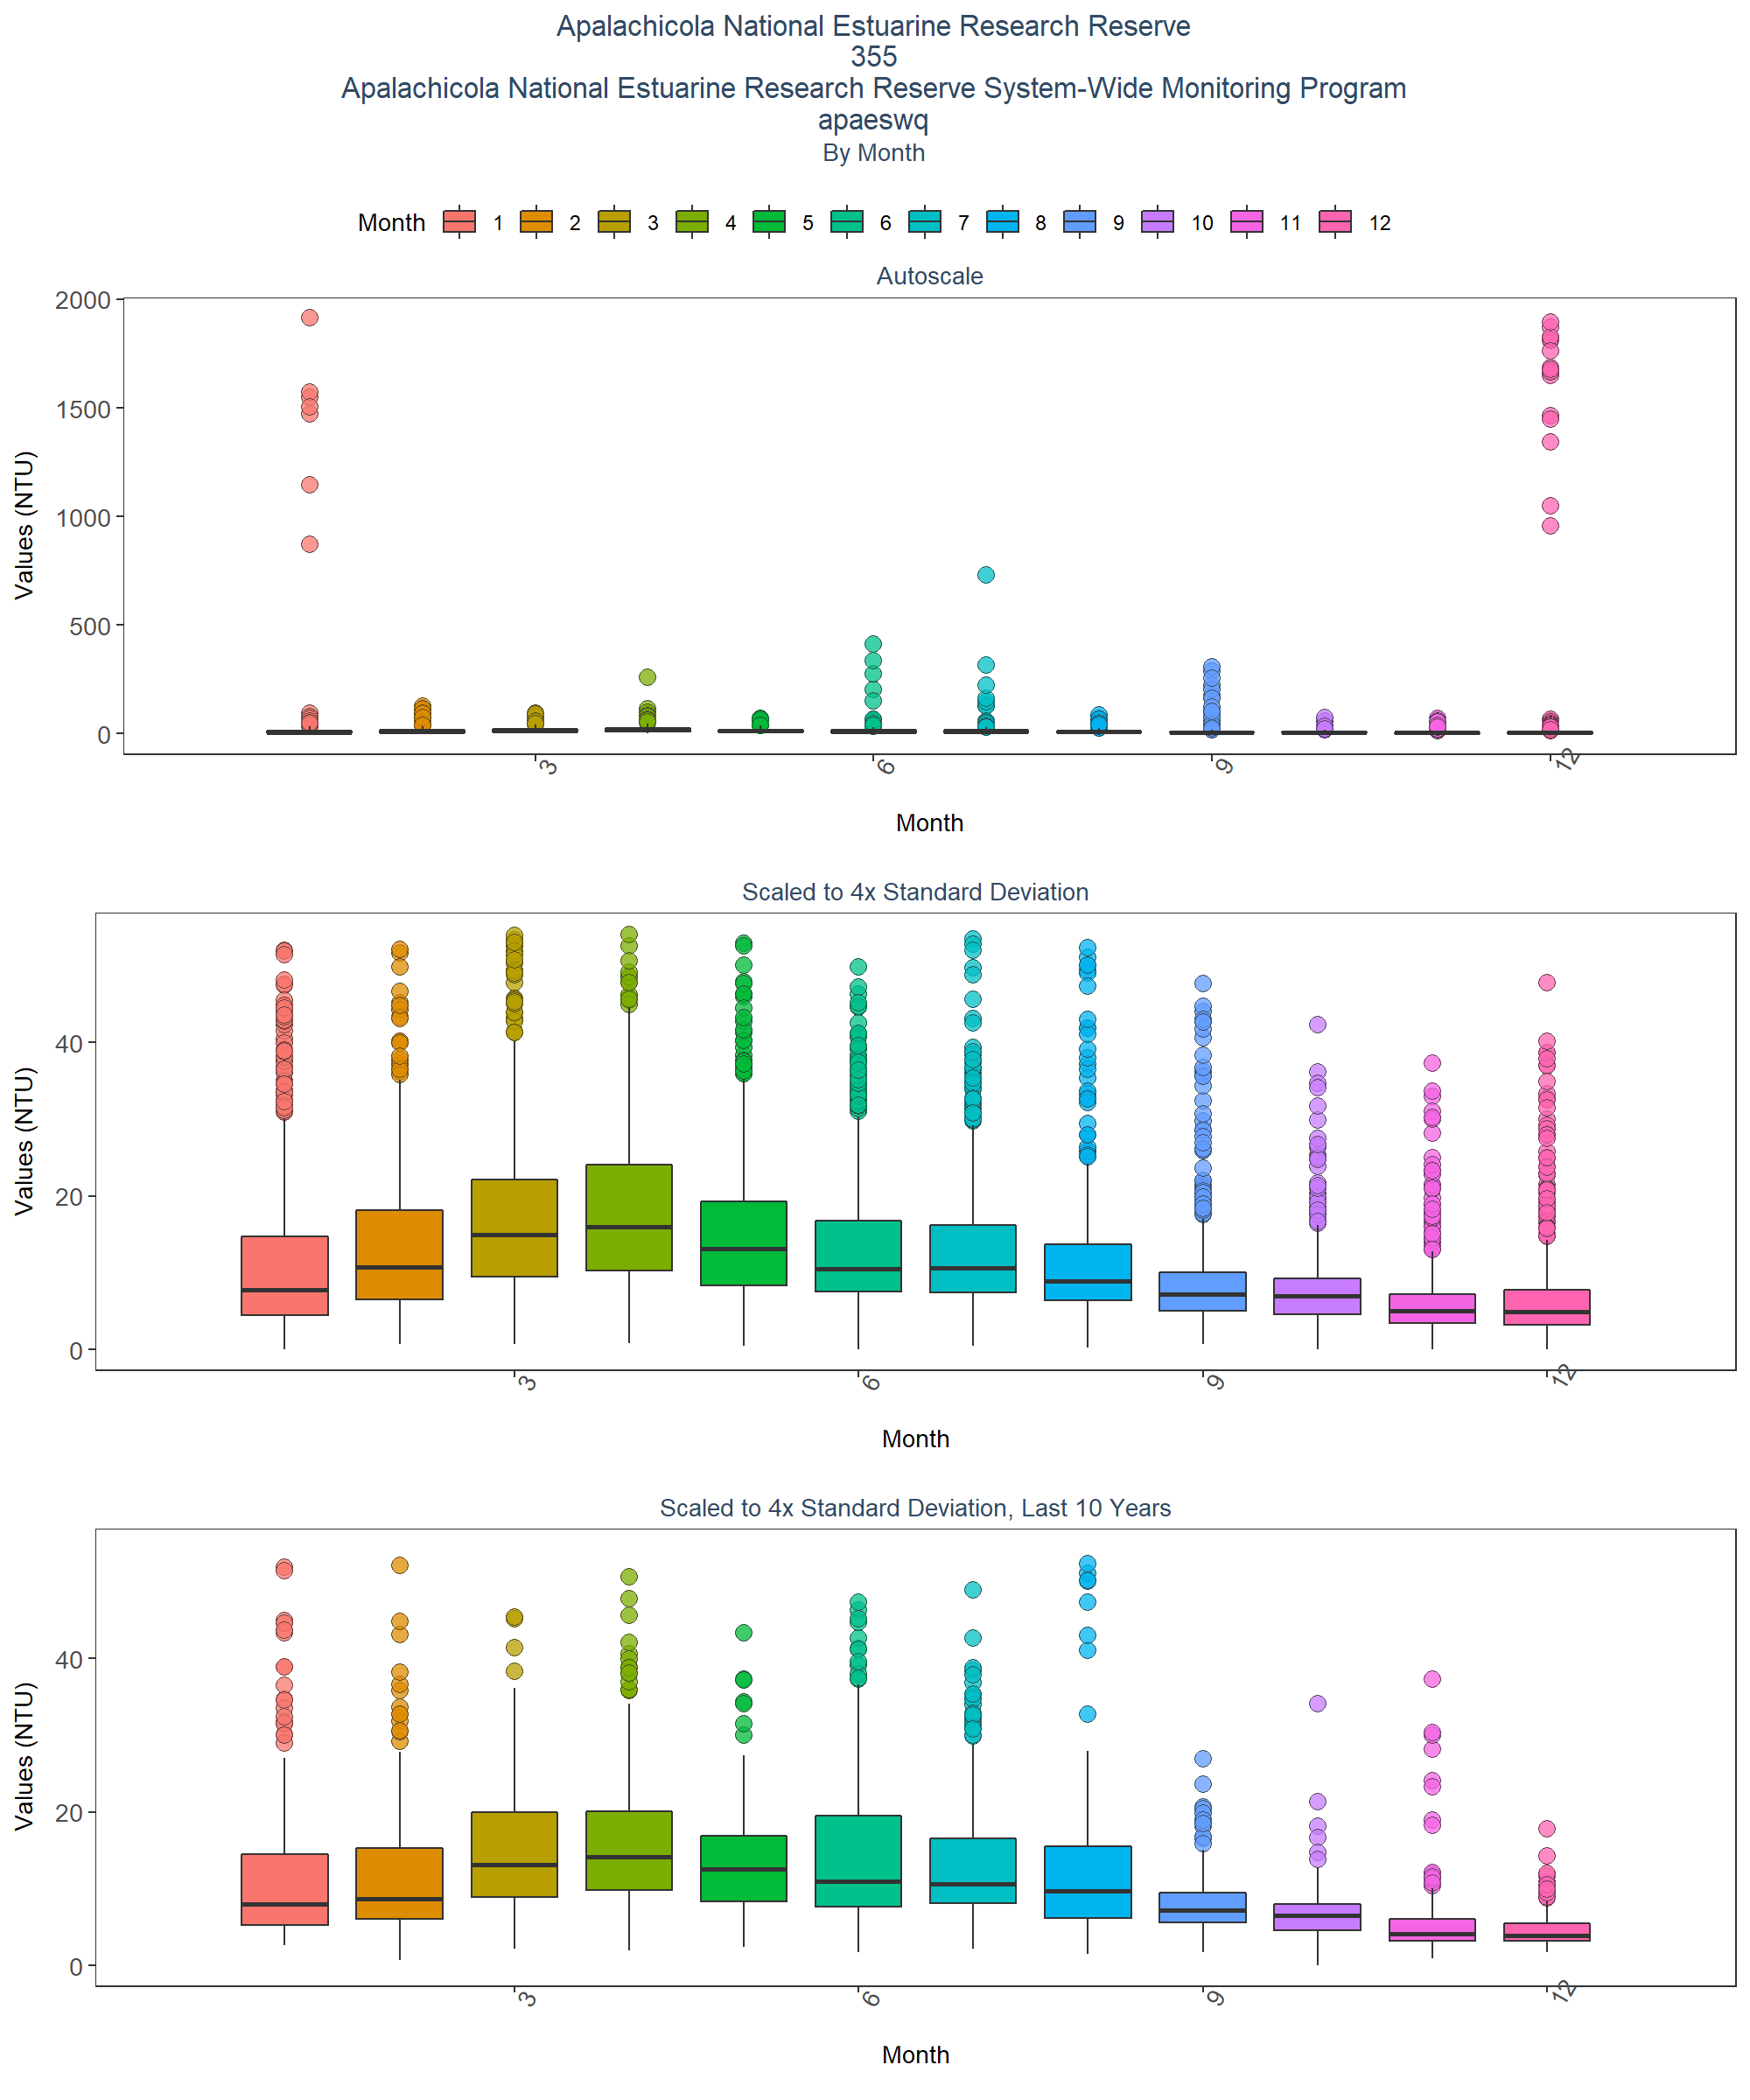 Apalachicola National Estuarine Research Reserve
355
Apalachicola National Estuarine Research Reserve System-Wide Monitoring Program
apaeswq
By Month
Month 1 2 3 4 5 6 7 8 9 10 11 12
Autoscale
Values (NTU)
2000
1500
1000
500
0
3 6 9 12
Month
Scaled to 4x Standard Deviation
Values (NTU)
40
20
0
3 6 9 12
Month
Scaled to 4x Standard Deviation, Last 10 Years
Values (NTU)
40
20
0
3 6 9 12
Month